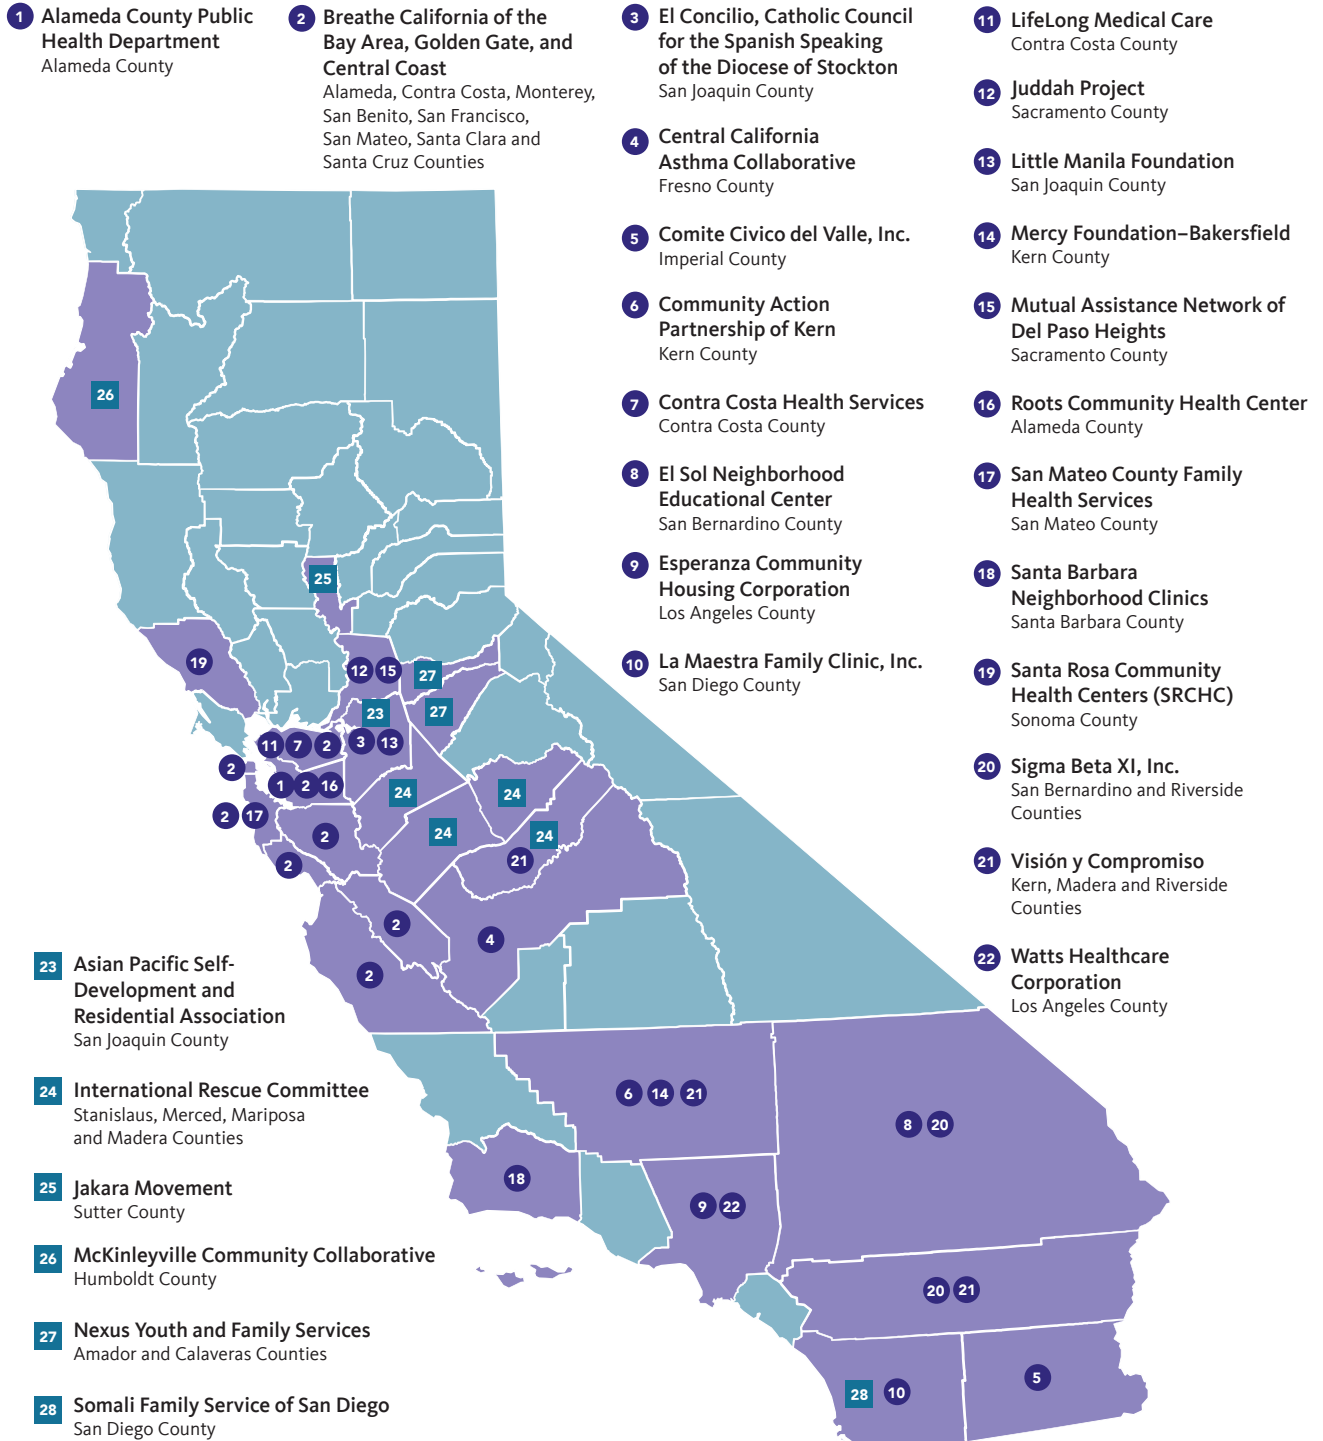 1 Alameda County Public
Health Department
Alameda County
2 Breathe California of the
Bay Area, Golden Gate, and
Central Coast
Alameda, Contra Costa, Monterey,
San Benito, San Francisco,
San Mateo, Santa Clara and
Santa Cruz Counties
3 El Concilio, Catholic Council
for the Spanish Speaking
of the Diocese of Stockton
San Joaquin County
4 Central California
Asthma Collaborative
Fresno County
5 Comite Civico del Valle, Inc.
Imperial County
6 Community Action
Partnership of Kern
Kern County
7 Contra Costa Health Services
Contra Costa County
8 El Sol Neighborhood
Educational Center
San Bernardino County
9 Esperanza Community
Housing Corporation
Los Angeles County
10 La Maestra Family Clinic, Inc.
San Diego County
11 LifeLong Medical Care
Contra Costa County
12 Juddah Project
Sacramento County
13 Little Manila Foundation
San Joaquin County
14 Mercy Foundation–Bakersfield
Kern County
15 Mutual Assistance Network of
Del Paso Heights
Sacramento County
16 Roots Community Health Center
Alameda County
17 San Mateo County Family
Health Services
San Mateo County
18 Santa Barbara
Neighborhood Clinics
Santa Barbara County
19 Santa Rosa Community
Health Centers (SRCHC)
Sonoma County
20 Sigma Beta XI, Inc.
San Bernardino and Riverside
Counties
21 Visión y Compromiso
Kern, Madera and Riverside
Counties
22 Watts Healthcare
Corporation
Los Angeles County
23 Asian Pacific Self-
Development and
Residential Association
San Joaquin County
24 International Rescue Committee
Stanislaus, Merced, Mariposa
and Madera Counties
25 Jakara Movement
Sutter County
26 McKinleyville Community Collaborative
Humboldt County
27 Nexus Youth and Family Services
Amador and Calaveras Counties
28 Somali Family Service of San Diego
San Diego County
26
25
19
12 15 27
23 27
11 7 2 3 13
2
1 2 16 24 24
2 17
2 24 24
2 21
2 4
2
6 14 21
8 20
18
9 22
20 21
28 10 5